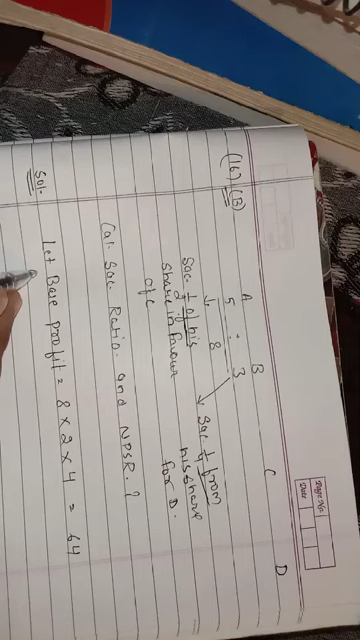 Page No.
Date
(16) (B)
A B C D
5 : 3
8
Sac. 1/2 of his
share in favour
of C
Sac. 1/4 from
his share
for D.
Cal. Sac. Ratio. and NPSR. ?
Sol:-
Let Base profit = 8 x 2 x 4 = 64